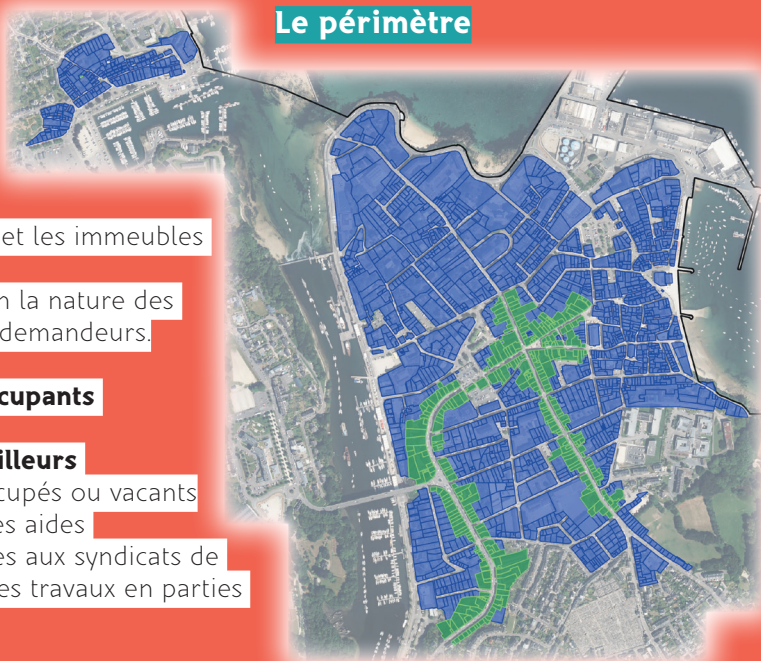 Le périmètre
et les immeubles
la nature des
demandeurs.
cupants
illeurs
cupés ou vacants
es aides
es aux syndicats de
es travaux en parties